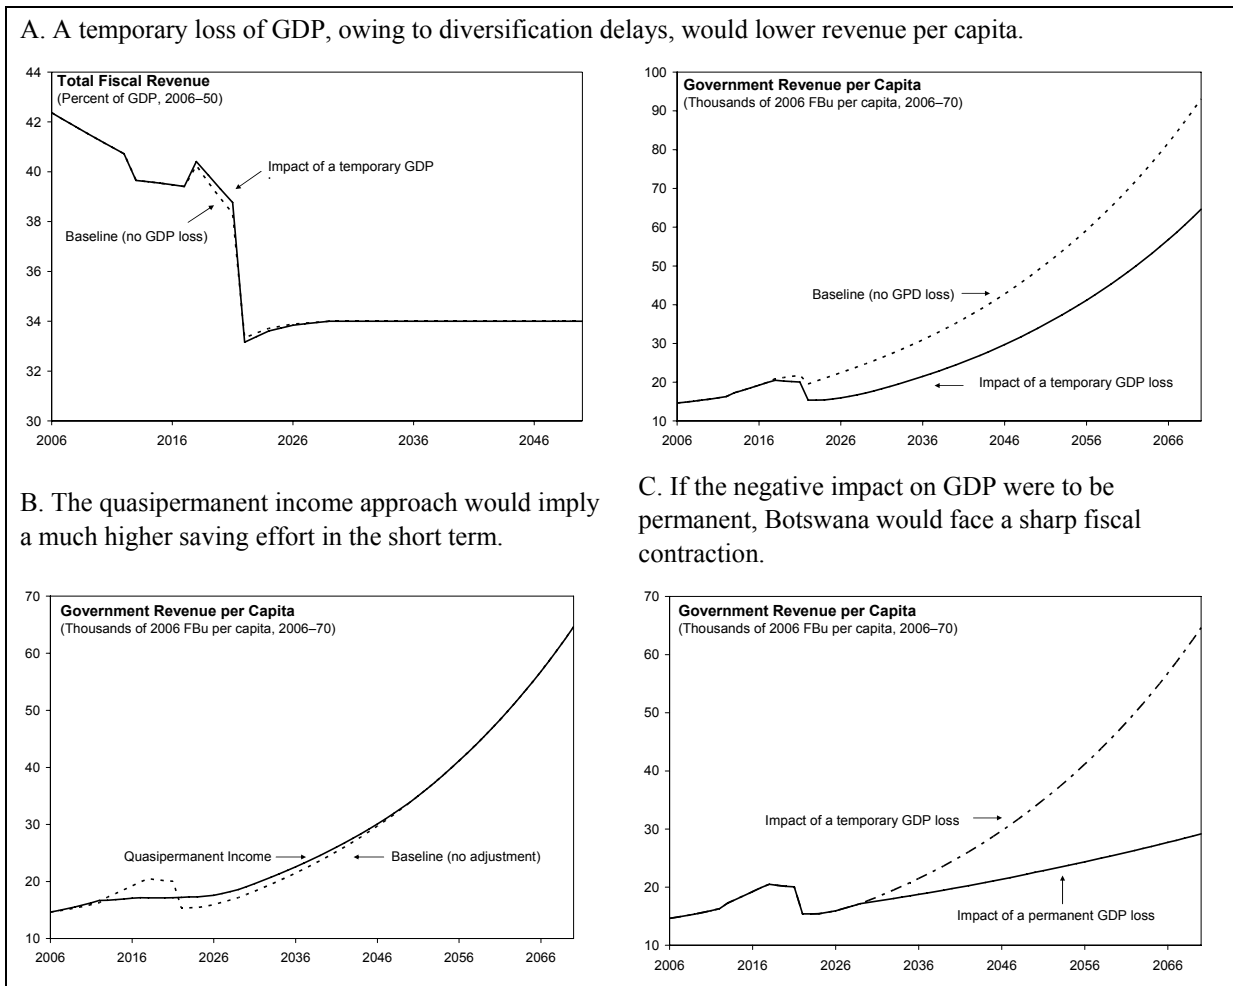 A. A temporary loss of GDP, owing to diversification delays, would lower revenue per capita.
Total Fiscal Revenue
(Percent of GDP, 2006–50)
44
42
40
38
36
34
32
30
2006
2016
2026
2036
2046
Impact of a temporary GDP
Baseline (no GDP loss)
Government Revenue per Capita
(Thousands of 2006 FBu per capita, 2006–70)
100
90
80
70
60
50
40
30
20
10
2006
2016
2026
2036
2046
2056
2066
Baseline (no GPD loss)
Impact of a temporary GDP loss
B. The quasipermanent income approach would imply
a much higher saving effort in the short term.
Government Revenue per Capita
(Thousands of 2006 FBu per capita, 2006–70)
70
60
50
40
30
20
10
2006
2016
2026
2036
2046
2056
2066
Quasipermanent Income
Baseline (no adjustment)
C. If the negative impact on GDP were to be
permanent, Botswana would face a sharp fiscal
contraction.
Government Revenue per Capita
(Thousands of 2006 FBu per capita, 2006–70)
70
60
50
40
30
20
10
2006
2016
2026
2036
2046
2056
2066
Impact of a temporary GDP loss
Impact of a permanent GDP loss